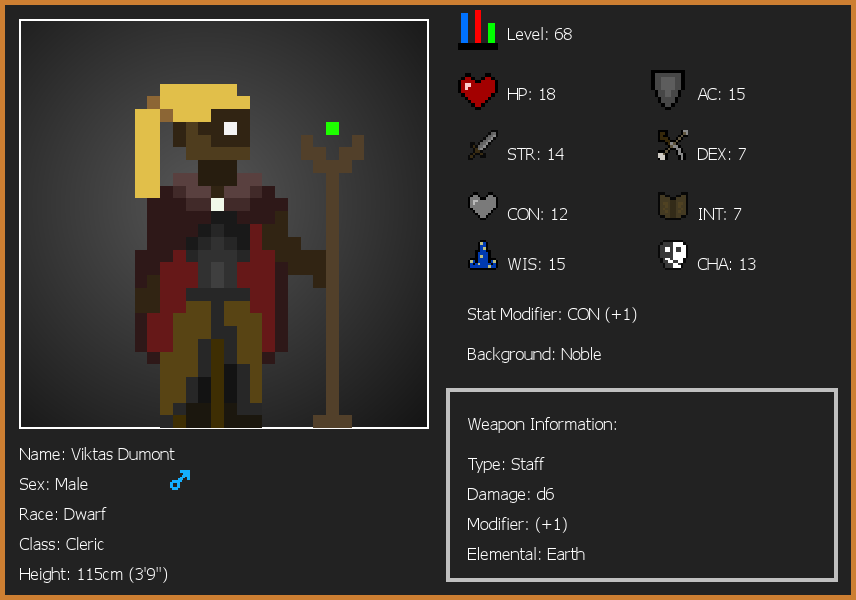 Level: 68
HP: 18
AC: 15
STR: 14
DEX: 7
CON: 12
INT: 7
WIS: 15
CHA: 13
Stat Modifier: CON (+1)
Background: Noble
Weapon Information:
Type: Staff
Damage: d6
Modifier: (+1)
Elemental: Earth
Name: Viktas Dumont
Sex: Male
Race: Dwarf
Class: Cleric
Height: 115cm (3'9")